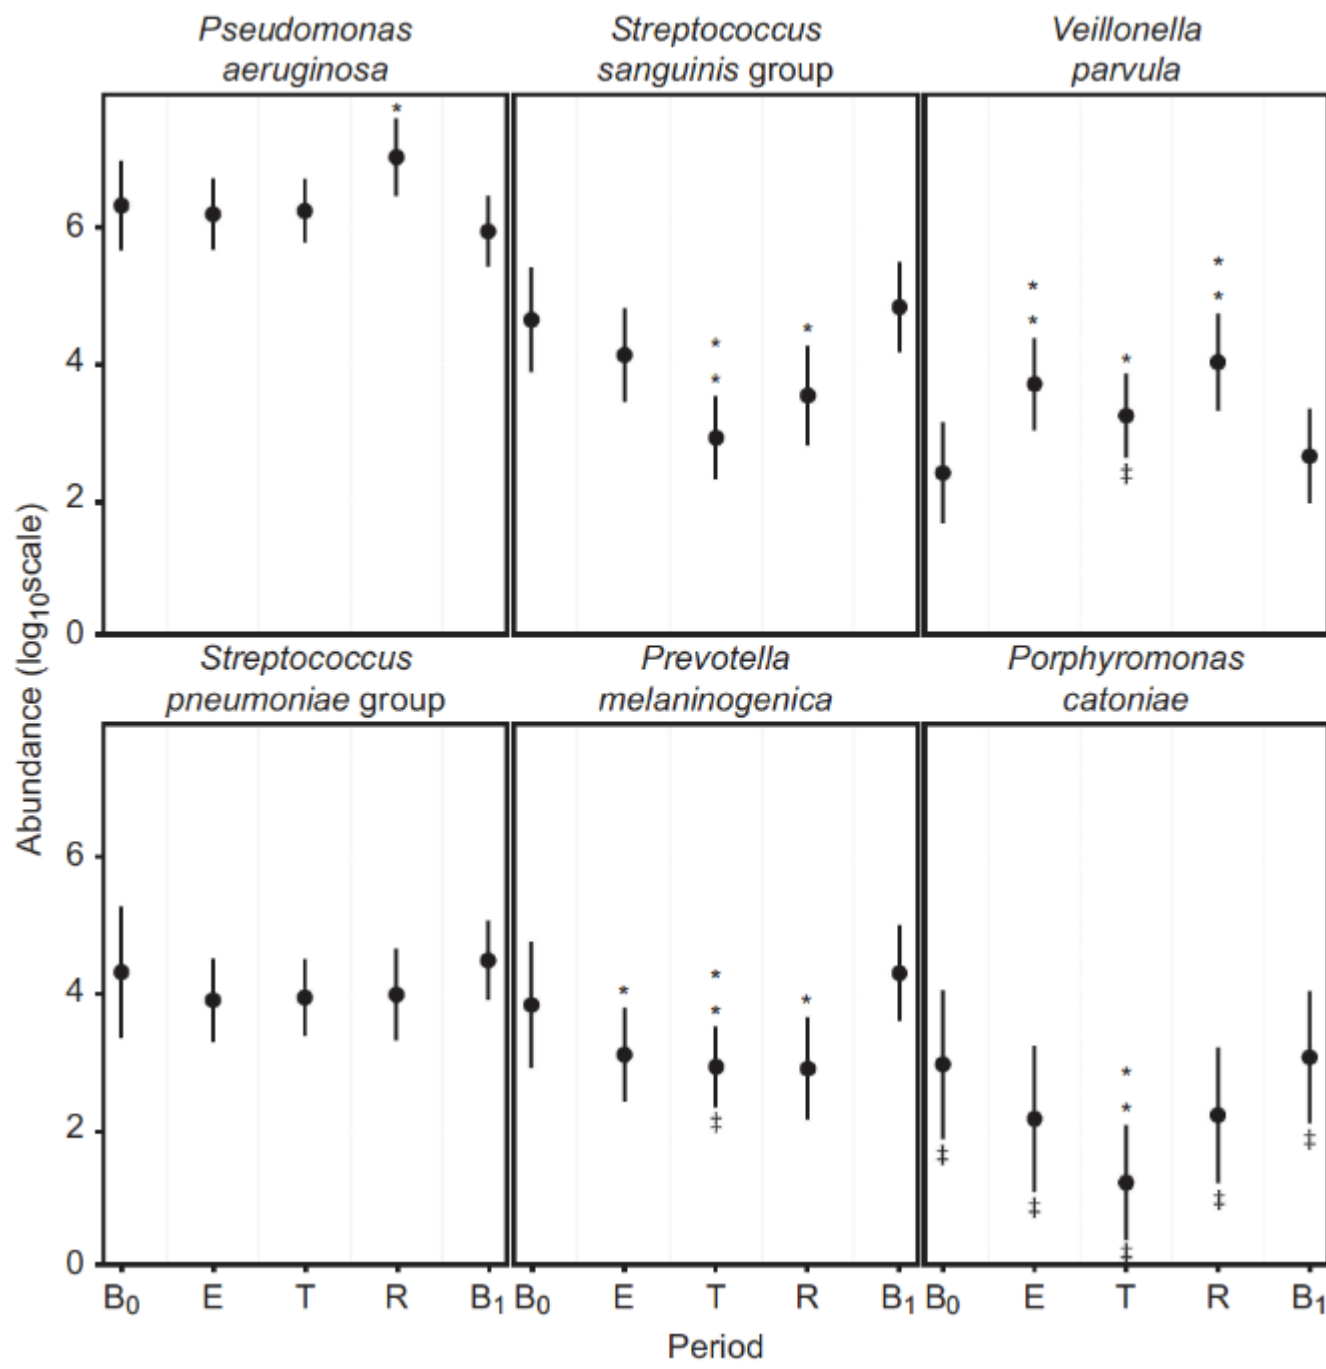 Pseudomonas
aeruginosa
Streptococcus
sanguinis group
Veillonella
parvula
*
6
4
2
0
*
*
*
*
*
*
*
*
‡
Abundance (log10scale)
Streptococcus
pneumoniae group
Prevotella
melaninogenica
Porphyromonas
catoniae
6
4
2
0
*
*
*
*
‡
*
*
‡
‡
‡
‡
‡
B0 E T R B1 B0 E T R B1 B0 E T R B1
Period